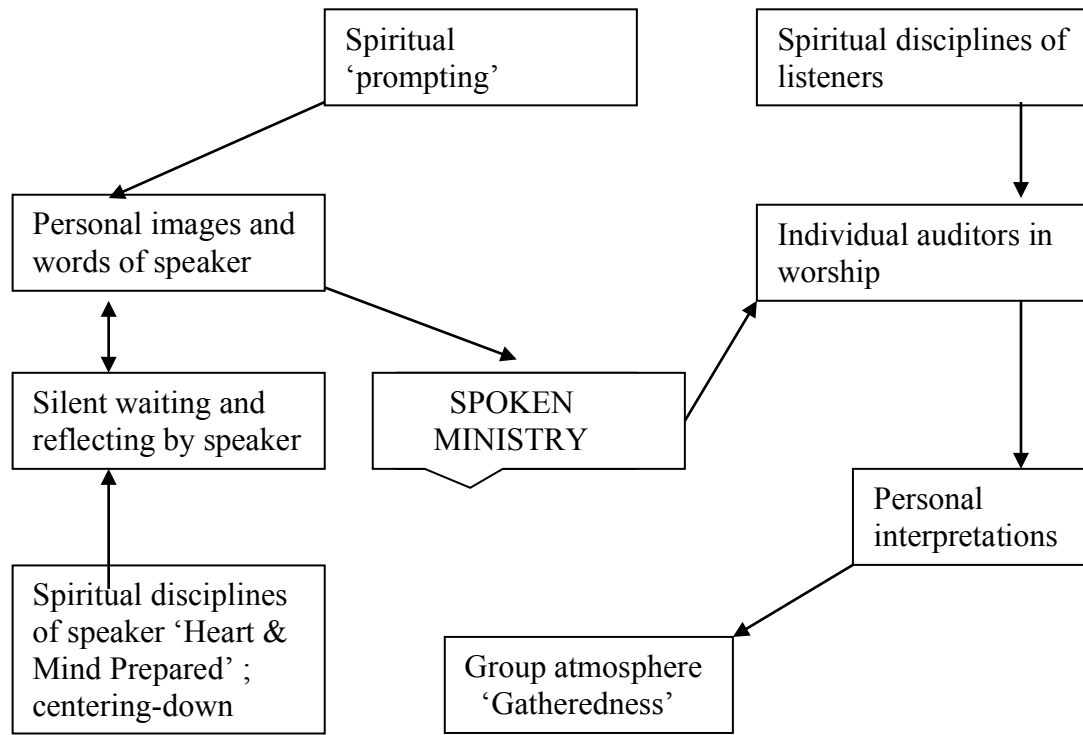 Spiritual
‘prompting’
Spiritual disciplines of
listeners
Personal images and
words of speaker
Individual auditors in
worship
Silent waiting and
reflecting by speaker
SPOKEN
MINISTRY
Personal
interpretations
Spiritual disciplines
of speaker ‘Heart &
Mind Prepared’ ;
centering-down
Group atmosphere
‘Gatheredness’